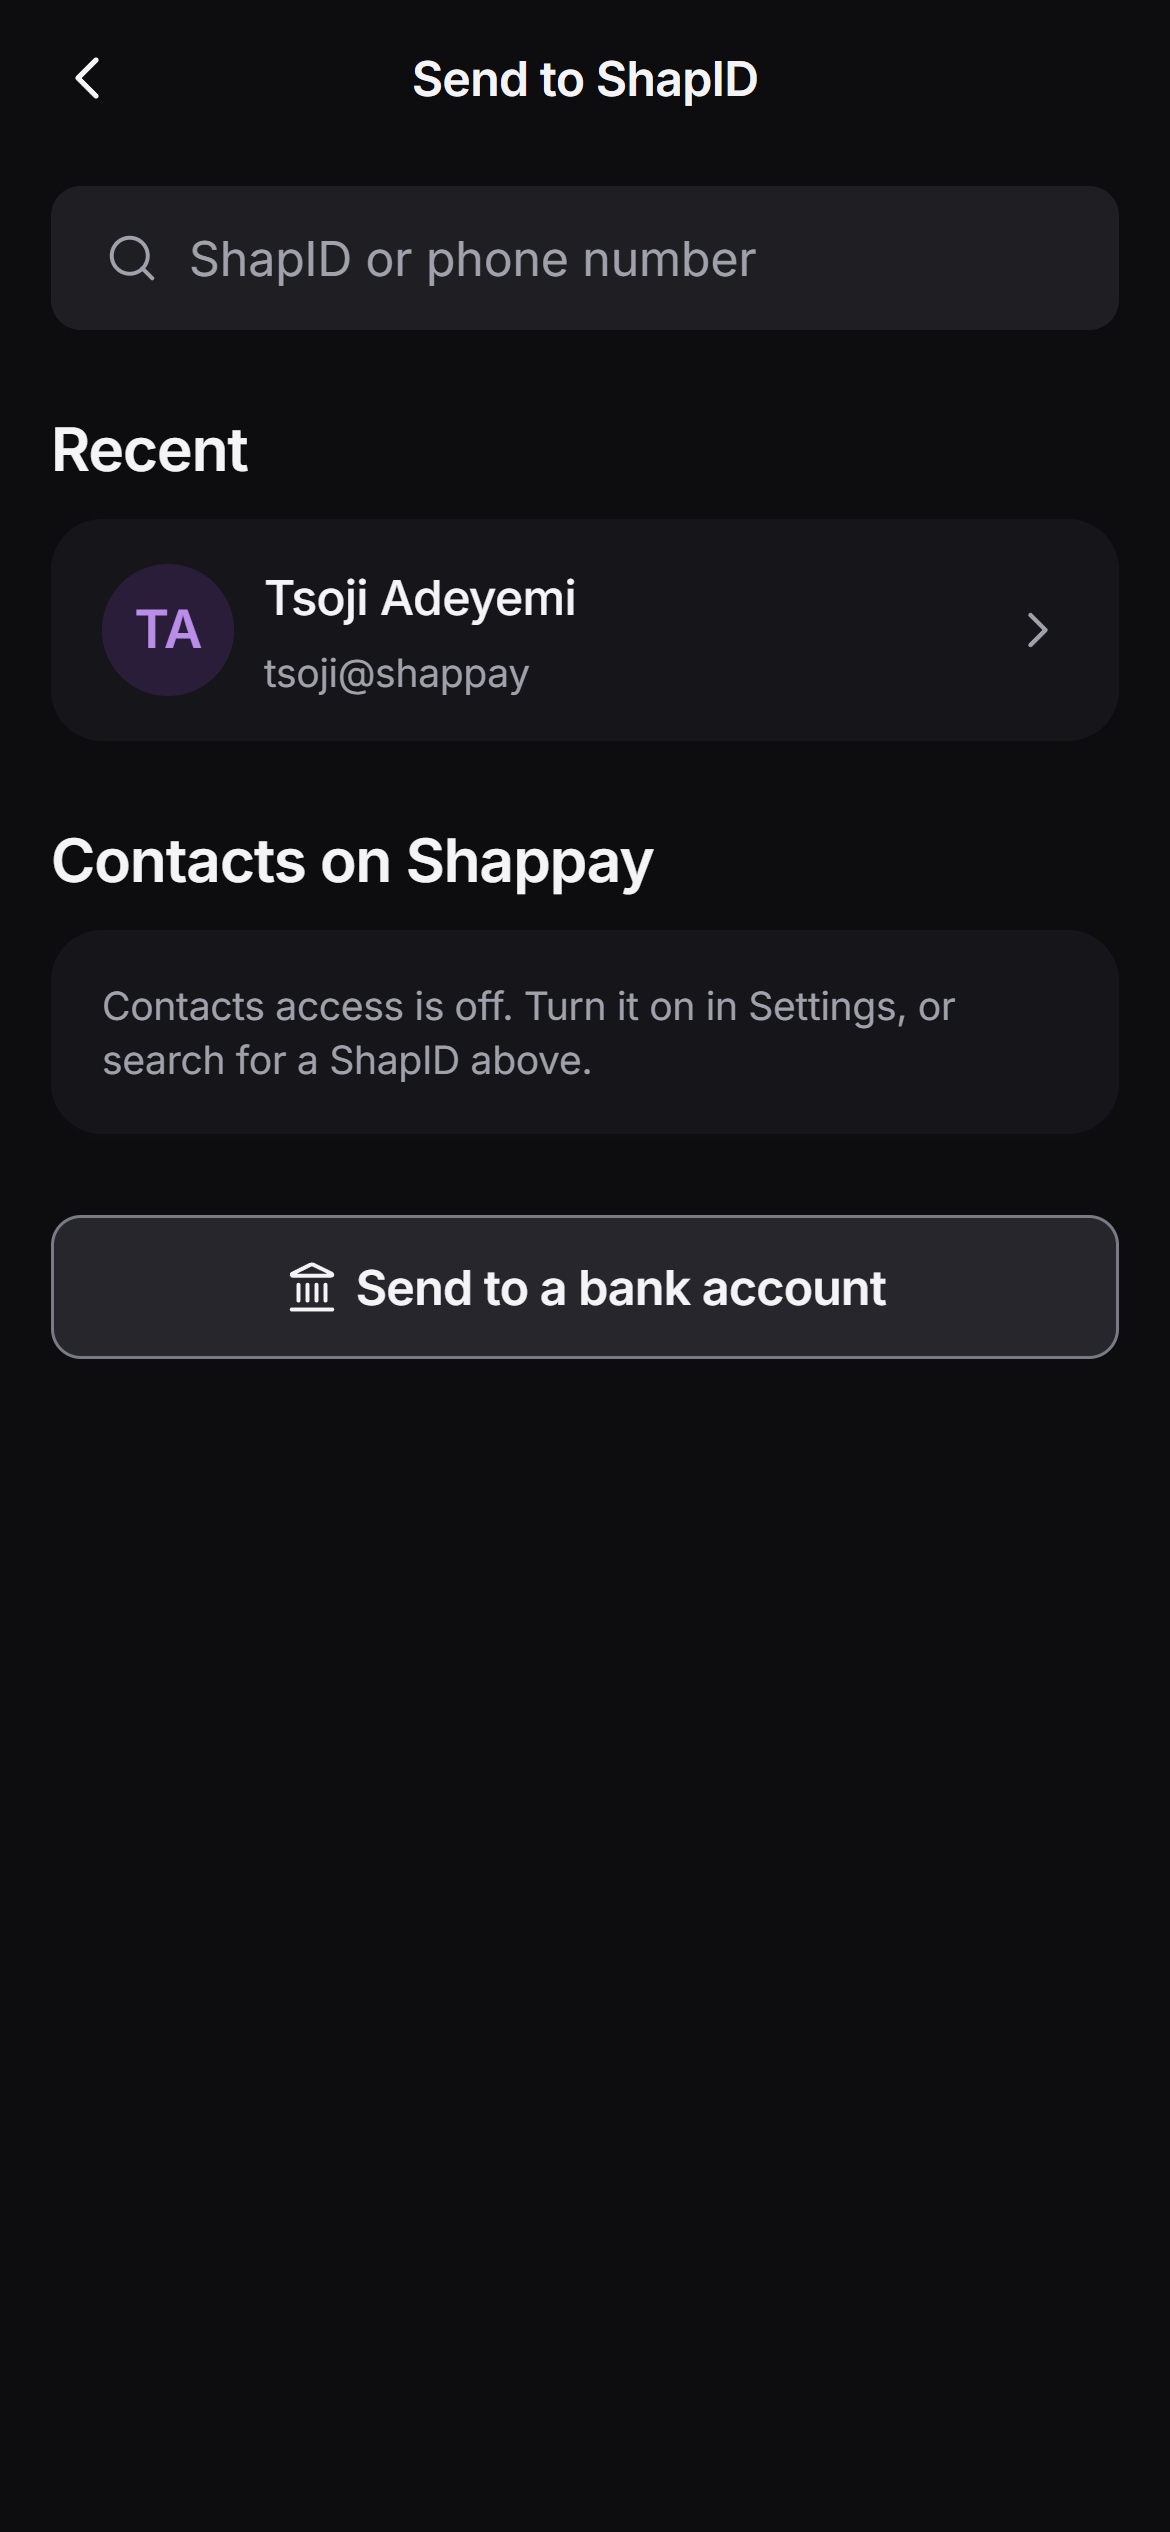 Send to ShapID
ShapID or phone number
Recent
TA
Tsoji Adeyemi
tsoji@shappay
Contacts on Shappay
Contacts access is off. Turn it on in Settings, or
search for a ShapID above.
Send to a bank account